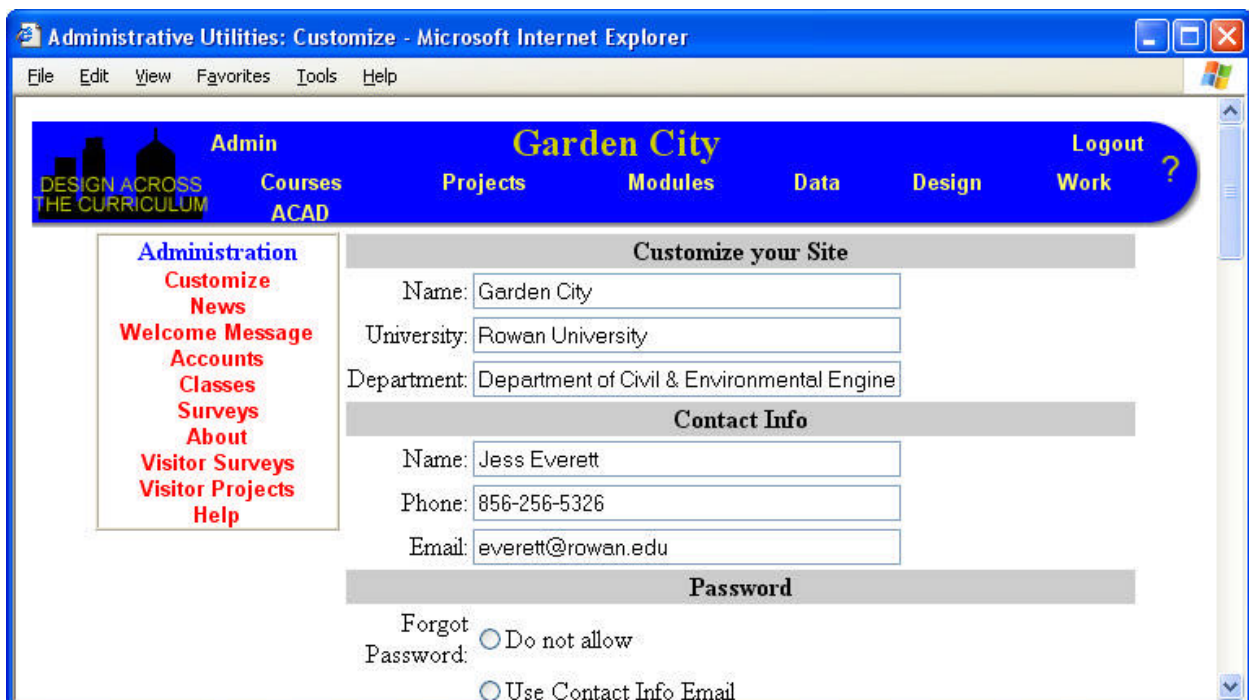 Administrative Utilities: Customize - Microsoft Internet Explorer
File Edit View Favorites Tools Help
Admin Garden City Logout
DESIGN ACROSS THE CURRICULUM
Courses Projects Modules Data Design Work ?
ACAD
Administration
Customize
News
Welcome Message
Accounts
Classes
Surveys
About
Visitor Surveys
Visitor Projects
Help
Customize your Site
Name: Garden City
University: Rowan University
Department: Department of Civil & Environmental Engine
Contact Info
Name: Jess Everett
Phone: 856-256-5326
Email: everett@rowan.edu
Password
Forgot Password: Do not allow
Use Contact Info Email